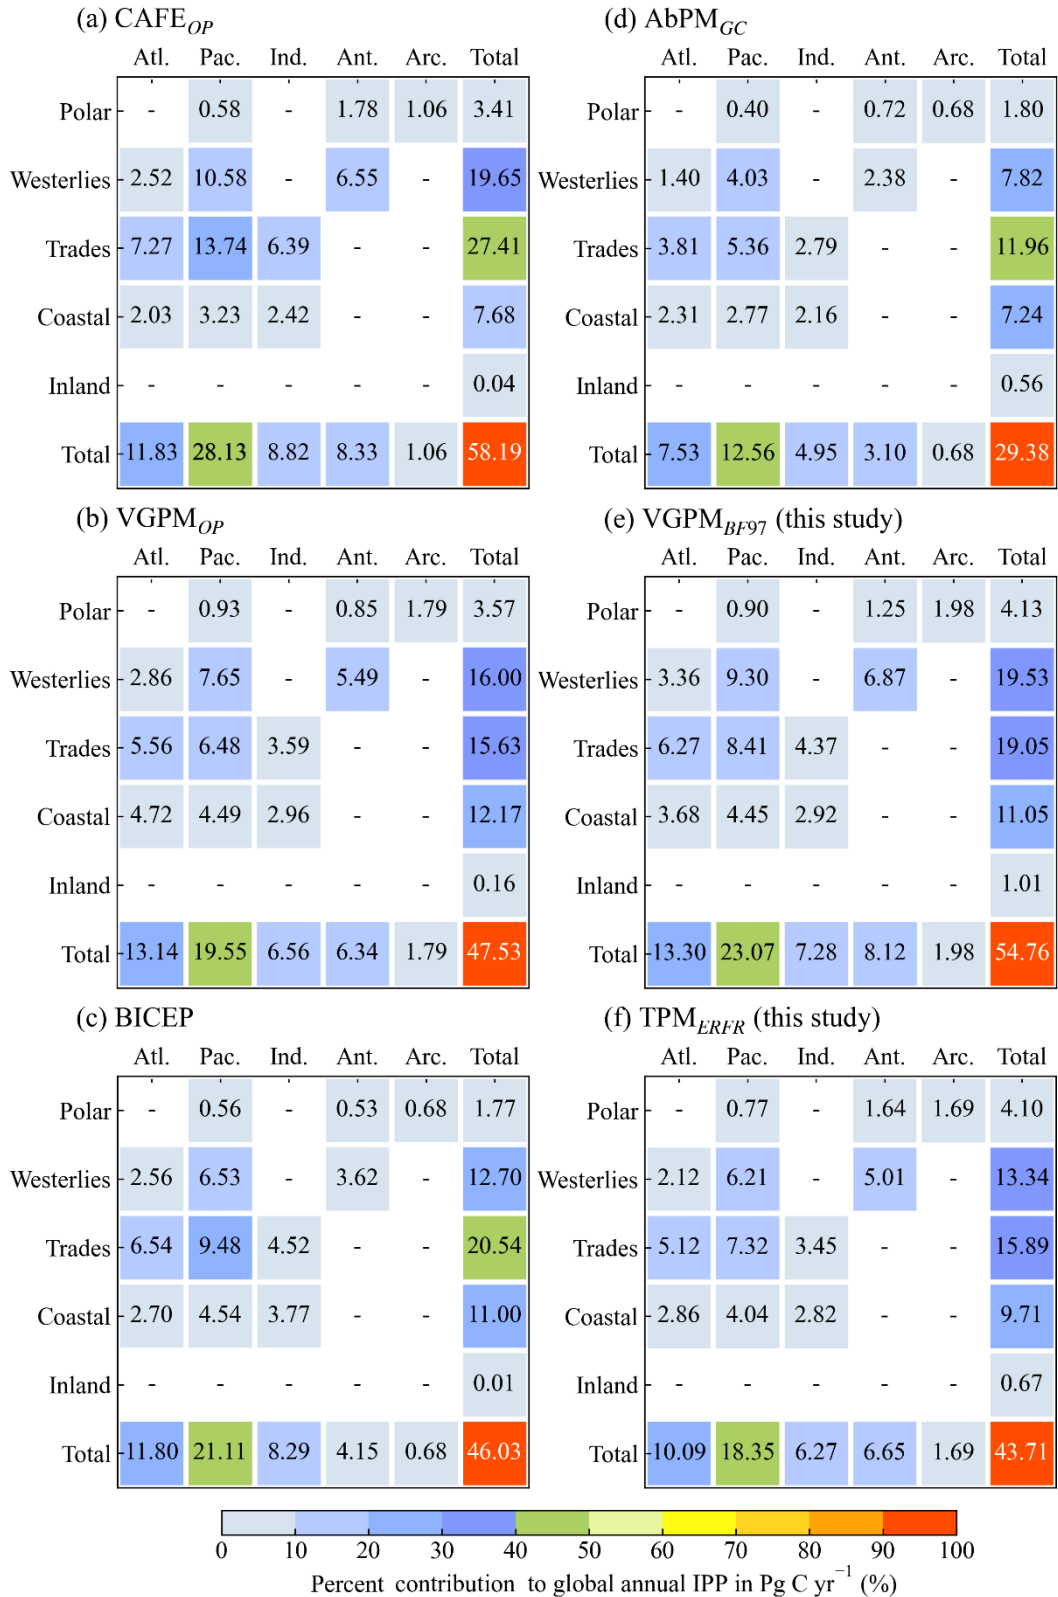 (a) CAFE_OP
Atl. Pac. Ind. Ant. Arc. Total
Polar - 0.58 - 1.78 1.06 3.41
Westerlies 2.52 10.58 - 6.55 - 19.65
Trades 7.27 13.74 6.39 - - 27.41
Coastal 2.03 3.23 2.42 - - 7.68
Inland - - - - - 0.04
Total 11.83 28.13 8.82 8.33 1.06 58.19
(b) VGPM_OP
Atl. Pac. Ind. Ant. Arc. Total
Polar - 0.93 - 0.85 1.79 3.57
Westerlies 2.86 7.65 - 5.49 - 16.00
Trades 5.56 6.48 3.59 - - 15.63
Coastal 4.72 4.49 2.96 - - 12.17
Inland - - - - - 0.16
Total 13.14 19.55 6.56 6.34 1.79 47.53
(c) BICEP
Atl. Pac. Ind. Ant. Arc. Total
Polar - 0.56 - 0.53 0.68 1.77
Westerlies 2.56 6.53 - 3.62 - 12.70
Trades 6.54 9.48 4.52 - - 20.54
Coastal 2.70 4.54 3.77 - - 11.00
Inland - - - - - 0.01
Total 11.80 21.11 8.29 4.15 0.68 46.03
(d) AbPM_GC
Atl. Pac. Ind. Ant. Arc. Total
Polar - 0.40 - 0.72 0.68 1.80
Westerlies 1.40 4.03 - 2.38 - 7.82
Trades 3.81 5.36 2.79 - - 11.96
Coastal 2.31 2.77 2.16 - - 7.24
Inland - - - - - 0.56
Total 7.53 12.56 4.95 3.10 0.68 29.38
(e) VGPM_BF97 (this study)
Atl. Pac. Ind. Ant. Arc. Total
Polar - 0.90 - 1.25 1.98 4.13
Westerlies 3.36 9.30 - 6.87 - 19.53
Trades 6.27 8.41 4.37 - - 19.05
Coastal 3.68 4.45 2.92 - - 11.05
Inland - - - - - 1.01
Total 13.30 23.07 7.28 8.12 1.98 54.76
(f) TPM_ERFR (this study)
Atl. Pac. Ind. Ant. Arc. Total
Polar - 0.77 - 1.64 1.69 4.10
Westerlies 2.12 6.21 - 5.01 - 13.34
Trades 5.12 7.32 3.45 - - 15.89
Coastal 2.86 4.04 2.82 - - 9.71
Inland - - - - - 0.67
Total 10.09 18.35 6.27 6.65 1.69 43.71
0 10 20 30 40 50 60 70 80 90 100
Percent contribution to global annual IPP in Pg C yr⁻¹ (%)